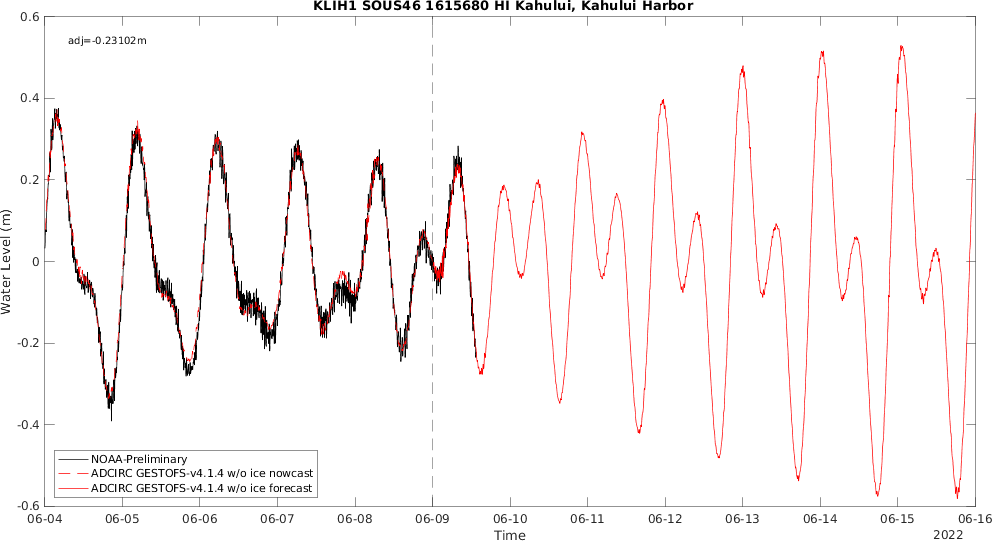 KLIH1 SOUS46 1615680 HI Kahului, Kahului Harbor
adj=-0.23102m
0.6
0.4
0.2
0
-0.2
-0.4
-0.6
Water Level (m)
NOAA-Preliminary
ADCIRC GESTOFS-v4.1.4 w/o ice nowcast
ADCIRC GESTOFS-v4.1.4 w/o ice forecast
06-04 06-05 06-06 06-07 06-08 06-09 06-10 06-11 06-12 06-13 06-14 06-15 06-16
Time
2022